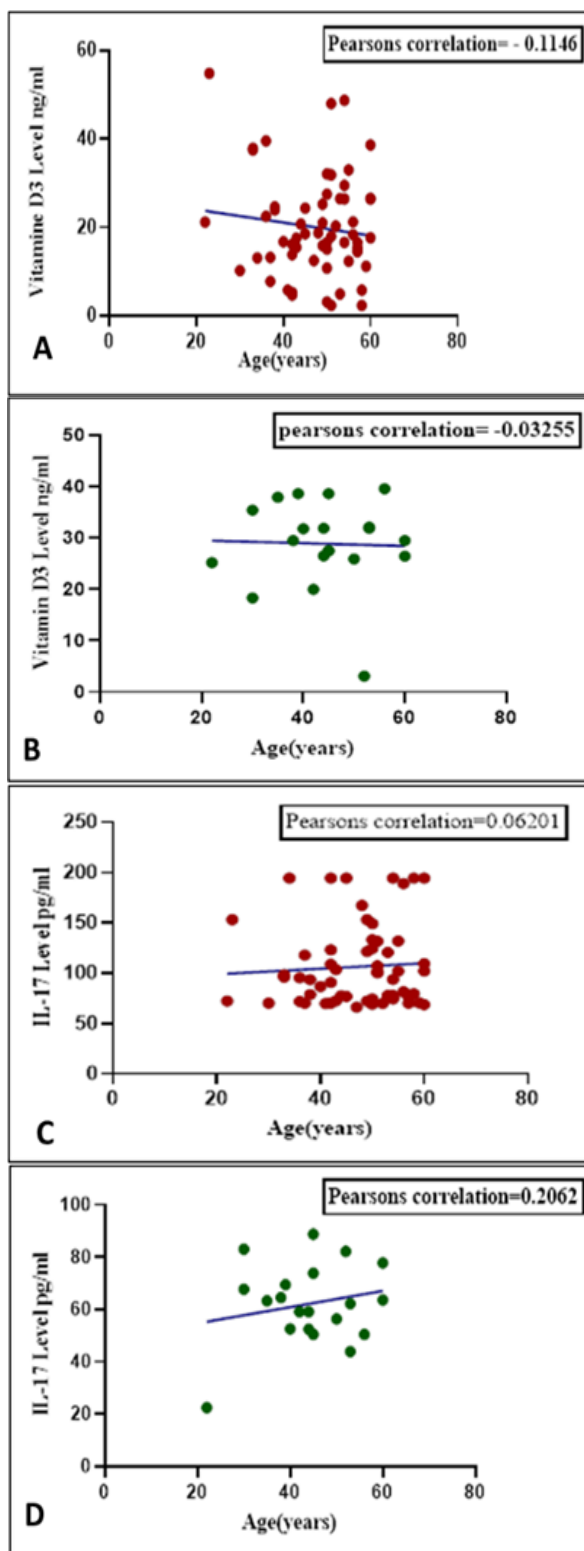 Pearsons correlation= - 0.1146
Vitamine D3 Level ng/ml
60
40
20
0
0 20 40 60 80
Age(years)
A
pearsons correlation= -0.03255
Vitamin D3 Level ng/ml
50
40
30
20
10
0
0 20 40 60 80
Age(years)
B
Pearsons correlation=0.06201
IL-17 Level pg/ml
250
200
150
100
50
0
0 20 40 60 80
Age(years)
C
Pearsons correlation=0.2062
IL-17 Level pg/ml
100
80
60
40
20
0
0 20 40 60 80
Age(years)
D